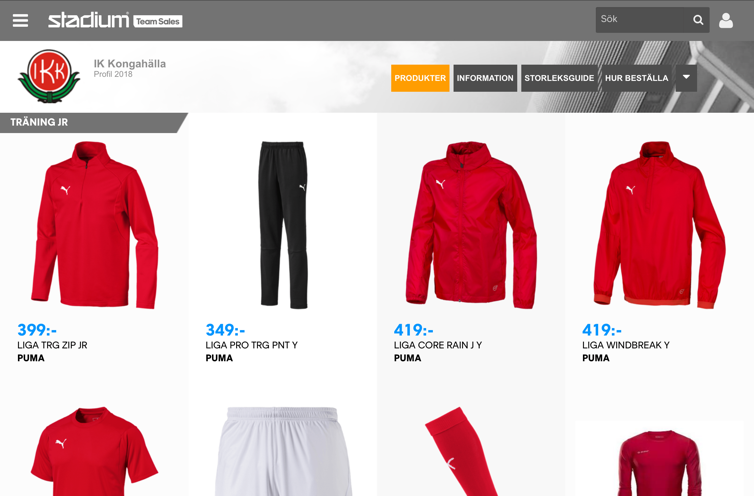 stadium Team Sales
Sök
IKK
IK Kongahälla
Profil 2018
PRODUKTER
INFORMATION
STORLEKSGUIDE
HUR BESTÄLLA
TRÄNING JR
399:-
LIGA TRG ZIP JR
PUMA
349:-
LIGA PRO TRG PNT Y
PUMA
419:-
LIGA CORE RAIN J Y
PUMA
419:-
LIGA WINDBREAK Y
PUMA